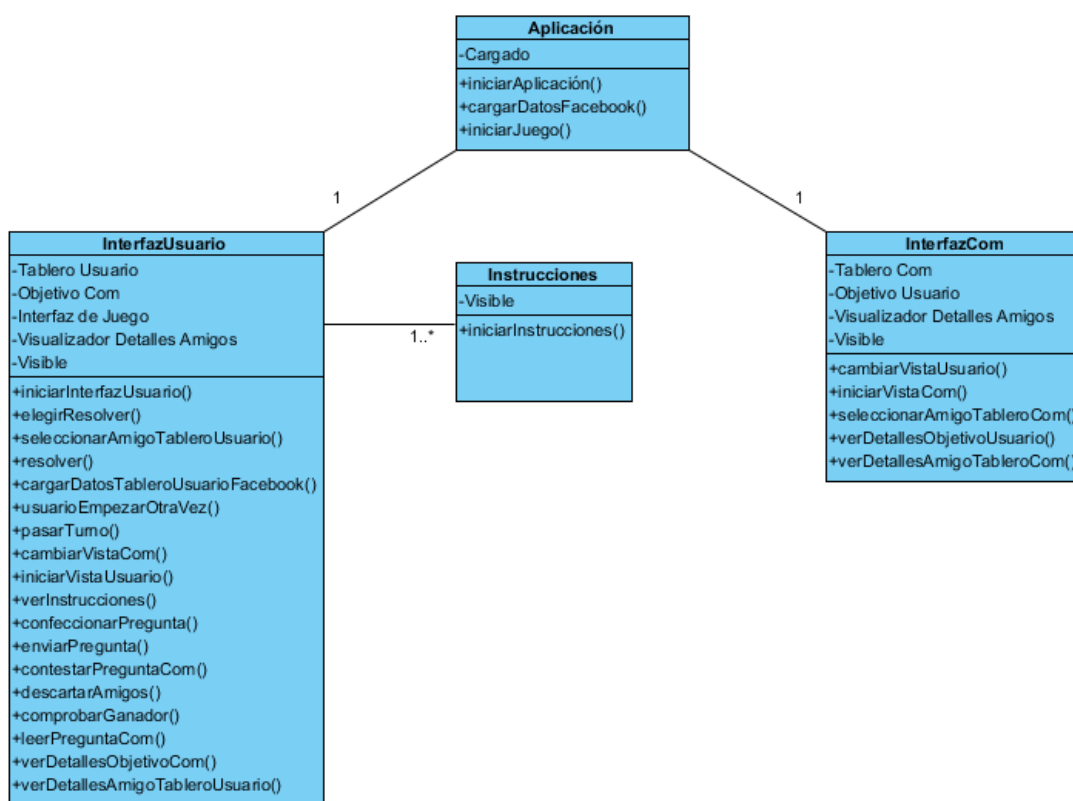 Aplicación
-Cargado
+iniciarAplicación()
+cargarDatosFacebook()
+iniciarJuego()
1
1
InterfazUsuario
-Tablero Usuario
-Objetivo Com
-Interfaz de Juego
-Visualizador Detalles Amigos
-Visible
+iniciarInterfazUsuario()
+elegirResolver()
+seleccionarAmigoTableroUsuario()
+resolver()
+cargarDatosTableroUsuarioFacebook()
+usuarioEmpezarOtraVez()
+pasarTurno()
+cambiarVistaCom()
+iniciarVistaUsuario()
+verInstrucciones()
+confeccionarPregunta()
+enviarPregunta()
+contestarPreguntaCom()
+descartarAmigos()
+comprobarGanador()
+leerPreguntaCom()
+verDetallesObjetivoCom()
+verDetallesAmigoTableroUsuario()
1..*
Instrucciones
-Visible
+iniciarInstrucciones()
InterfazCom
-Tablero Com
-Objetivo Usuario
-Visualizador Detalles Amigos
-Visible
+cambiarVistaUsuario()
+iniciarVistaCom()
+seleccionarAmigoTableroCom()
+verDetallesObjetivoUsuario()
+verDetallesAmigoTableroCom()